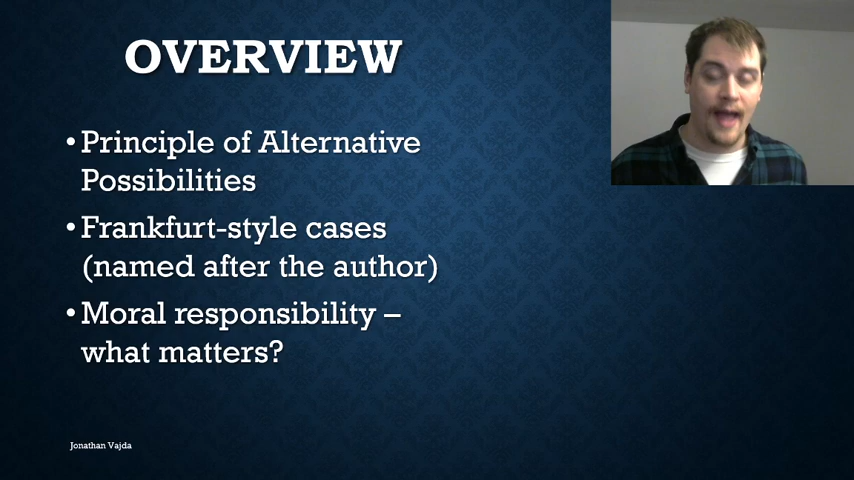 OVERVIEW
• Principle of Alternative
Possibilities
• Frankfurt-style cases
(named after the author)
• Moral responsibility –
what matters?
Jonathan Vajda